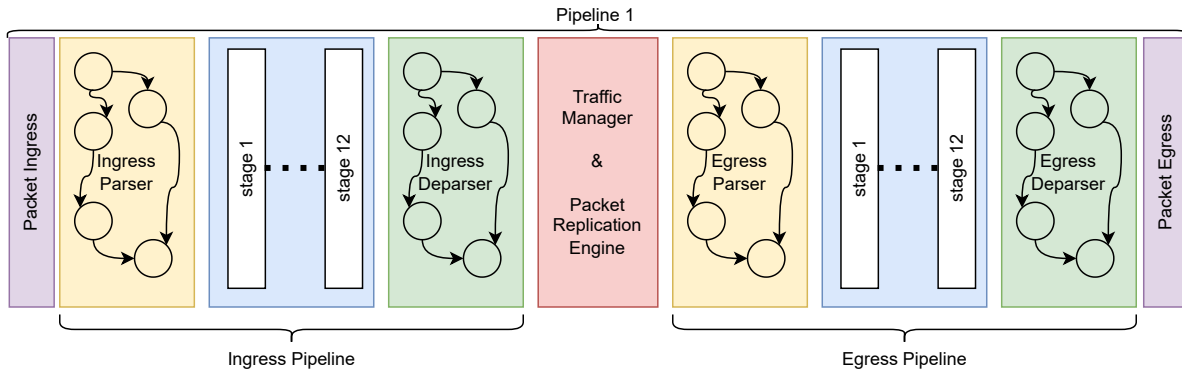 Pipeline 1
Packet Ingress
Ingress
Parser
stage 1
stage 12
Ingress
Deparser
Traffic
Manager
&
Packet
Replication
Engine
Egress
Parser
stage 1
stage 12
Egress
Deparser
Packet Egress
Ingress Pipeline
Egress Pipeline